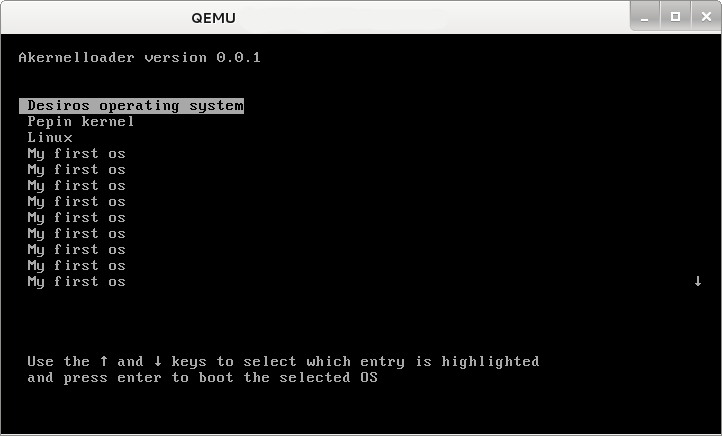 QEMU
Akernelloader version 0.0.1
Desiros operating system
Pepin kernel
Linux
My first os
My first os
My first os
My first os
My first os
My first os
My first os
My first os
My first os
↓
Use the ↑ and ↓ keys to select which entry is highlighted
and press enter to boot the selected OS